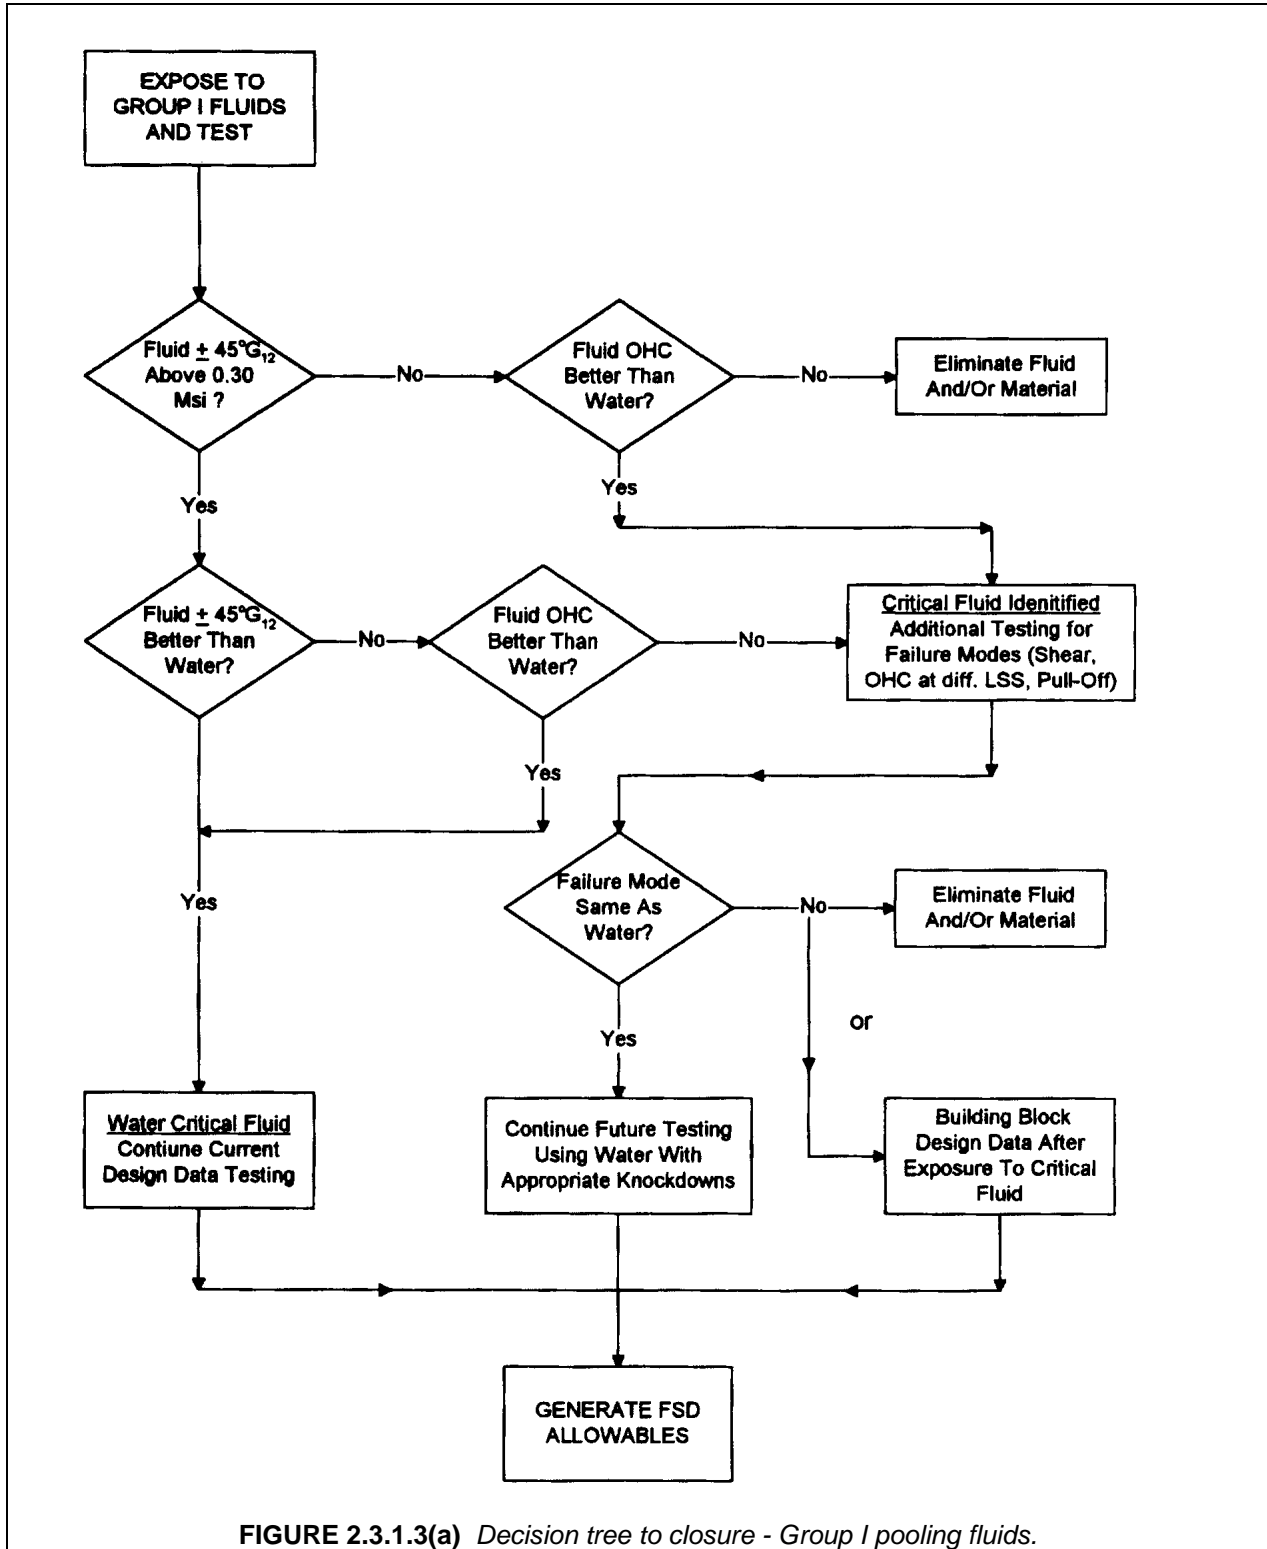 EXPOSE TO
GROUP I FLUIDS
AND TEST
Fluid ± 45°G12
Above 0.30
Msi ?
No
Fluid OHC
Better Than
Water?
No
Eliminate Fluid
And/Or Material
Yes
Yes
Fluid ± 45°G12
Better Than
Water?
No
Fluid OHC
Better Than
Water?
No
Critical Fluid Idenitified
Additional Testing for
Failure Modes (Shear,
OHC at diff. LSS, Pull-Off)
Yes
Yes
Failure Mode
Same As
Water?
No
Eliminate Fluid
And/Or Material
or
Yes
Water Critical Fluid
Contiune Current
Design Data Testing
Continue Future Testing
Using Water With
Appropriate Knockdowns
Building Block
Design Data After
Exposure To Critical
Fluid
GENERATE FSD
ALLOWABLES
FIGURE 2.3.1.3(a) Decision tree to closure - Group I pooling fluids.